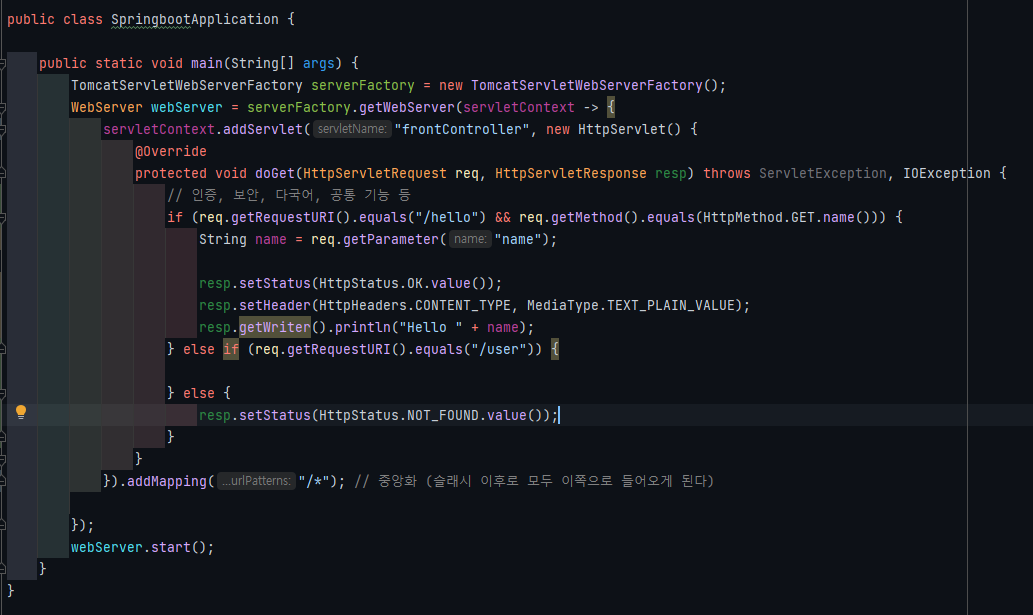 public class SpringbootApplication {
public static void main(String[] args) {
TomcatServletWebServerFactory serverFactory = new TomcatServletWebServerFactory();
WebServer webServer = serverFactory.getWebServer(servletContext -> {
servletContext.addServlet( servletName: "frontController", new HttpServlet() {
@Override
protected void doGet(HttpServletRequest req, HttpServletResponse resp) throws ServletException, IOException {
// 인증, 보안, 다국어, 공통 기능 등
if (req.getRequestURI().equals("/hello") && req.getMethod().equals(HttpMethod.GET.name())) {
String name = req.getParameter( name: "name");
resp.setStatus(HttpStatus.OK.value());
resp.setHeader(HttpHeaders.CONTENT_TYPE, MediaType.TEXT_PLAIN_VALUE);
resp.getWriter().println("Hello " + name);
} else if (req.getRequestURI().equals("/user")) {
} else {
resp.setStatus(HttpStatus.NOT_FOUND.value());
}
}
}).addMapping( ...urlPatterns: "/*"); // 중앙화 (슬래시 이후로 모두 이쪽으로 들어오게 된다)
});
webServer.start();
}
}